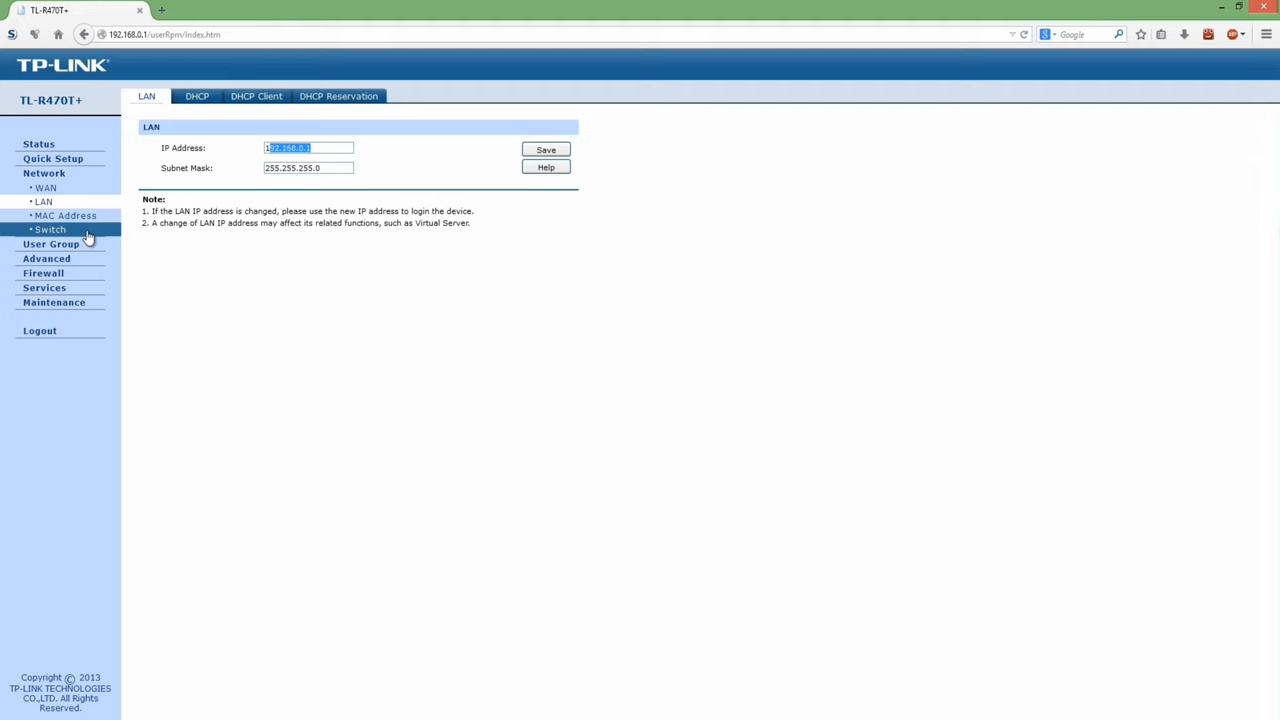 TL-R470T+
192.168.0.1/userRpm/Index.htm
Google
TP-LINK
TL-R470T+
LAN DHCP DHCP Client DHCP Reservation
Status
Quick Setup
Network
• WAN
• LAN
• MAC Address
• Switch
User Group
Advanced
Firewall
Services
Maintenance
Logout
LAN
IP Address: 192.168.0.1 Save
Subnet Mask: 255.255.255.0 Help
Note:
1. If the LAN IP address is changed, please use the new IP address to login the device.
2. A change of LAN IP address may affect its related functions, such as Virtual Server.
Copyright © 2013
TP-LINK TECHNOLOGIES
CO.,LTD. All Rights
Reserved.